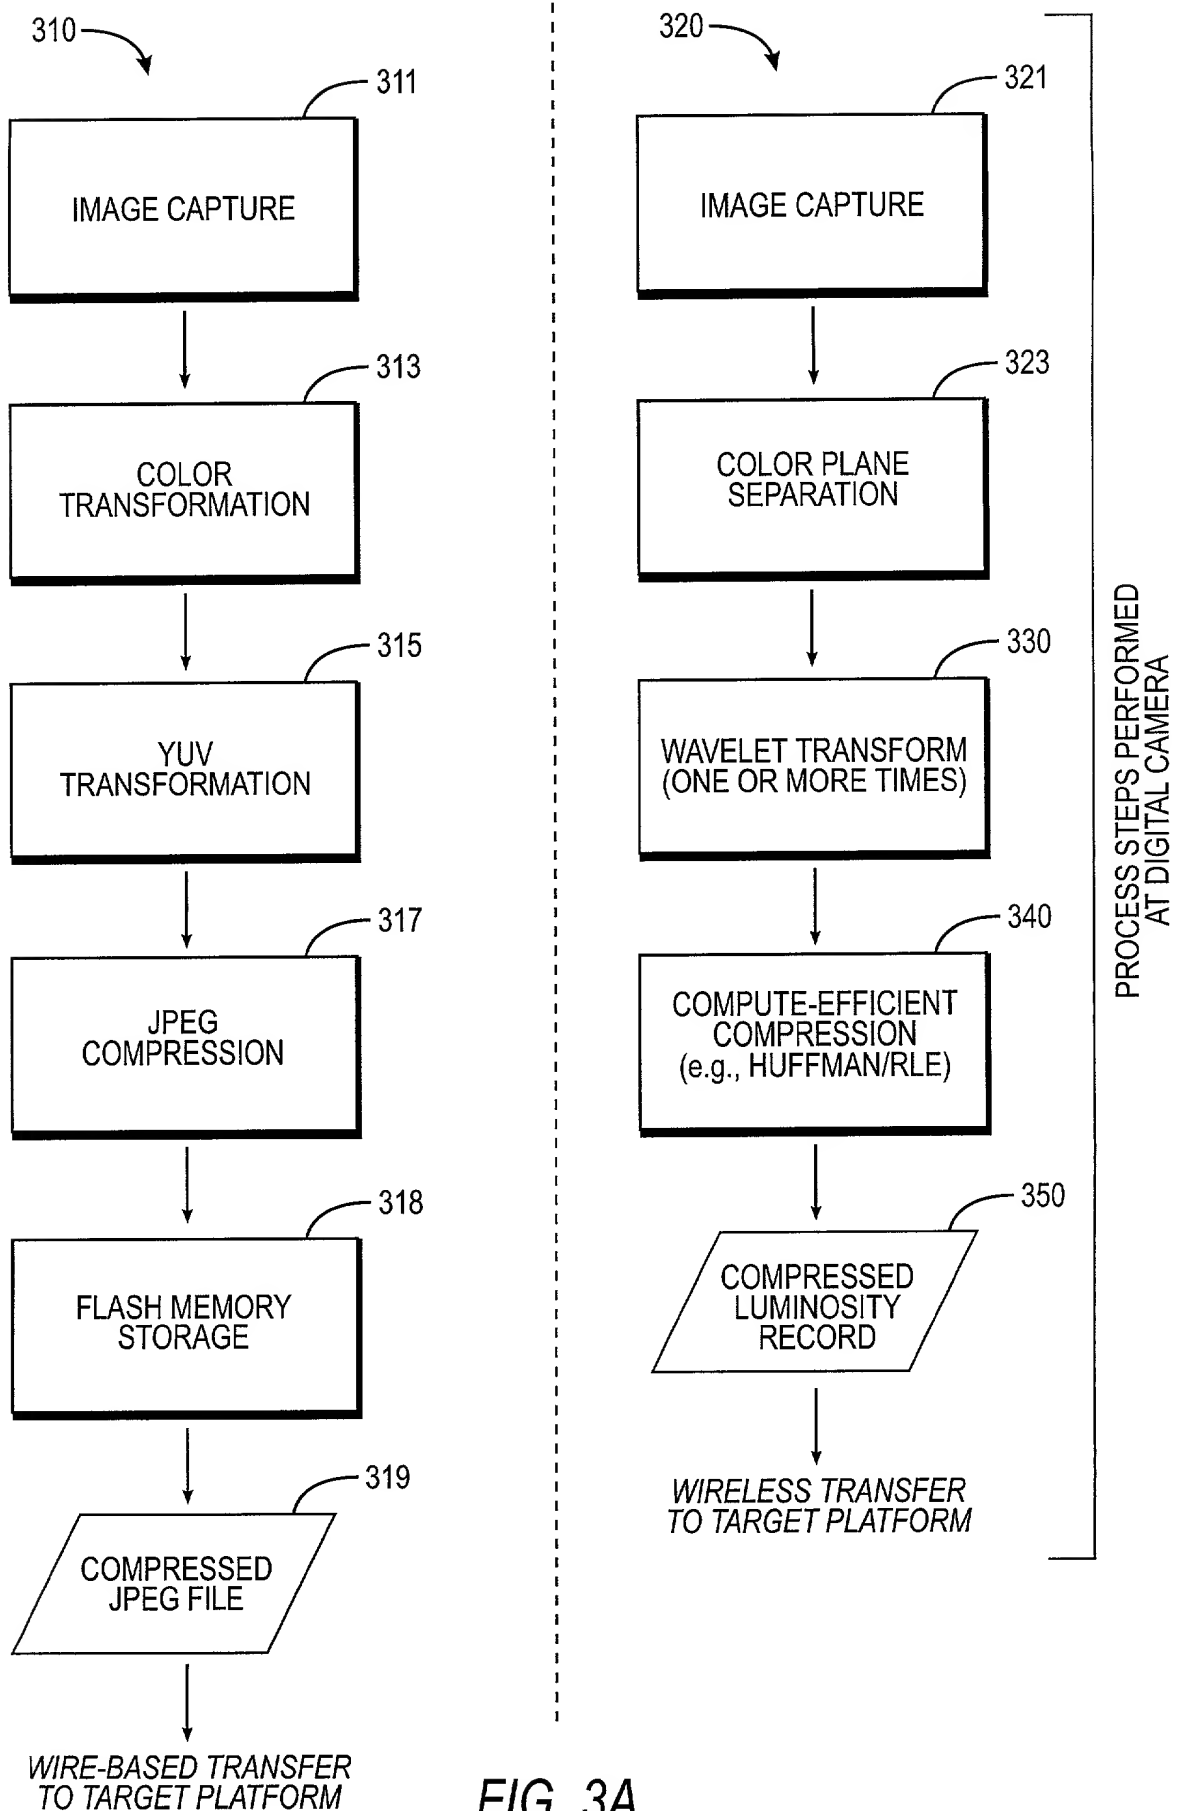 310
311
IMAGE CAPTURE
313
COLOR
TRANSFORMATION
315
YUV
TRANSFORMATION
317
JPEG
COMPRESSION
318
FLASH MEMORY
STORAGE
319
COMPRESSED
JPEG FILE
WIRE-BASED TRANSFER
TO TARGET PLATFORM
320
321
IMAGE CAPTURE
323
COLOR PLANE
SEPARATION
330
WAVELET TRANSFORM
(ONE OR MORE TIMES)
340
COMPUTE-EFFICIENT
COMPRESSION
(e.g., HUFFMAN/RLE)
350
COMPRESSED
LUMINOSITY
RECORD
WIRELESS TRANSFER
TO TARGET PLATFORM
PROCESS STEPS PERFORMED
AT DIGITAL CAMERA
FIG. 3A